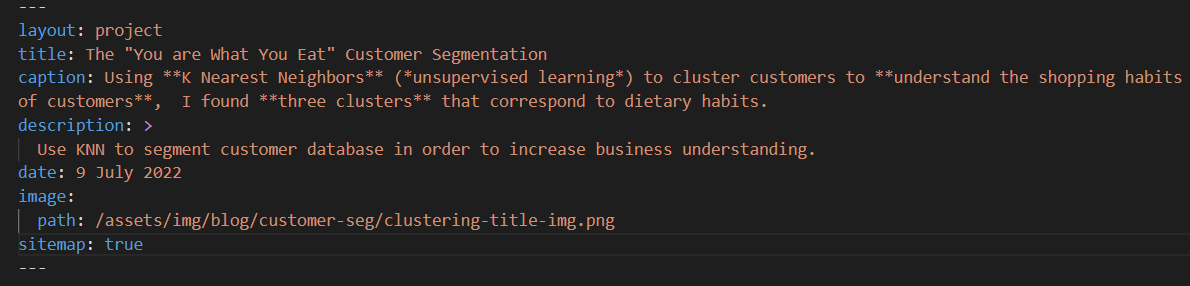 ---
layout: project
title: The "You are What You Eat" Customer Segmentation
caption: Using **K Nearest Neighbors** (*unsupervised learning*) to cluster customers to **understand the shopping habits
of customers**,  I found **three clusters** that correspond to dietary habits.
description: >
  Use KNN to segment customer database in order to increase business understanding.
date: 9 July 2022
image:
  path: /assets/img/blog/customer-seg/clustering-title-img.png
sitemap: true
---